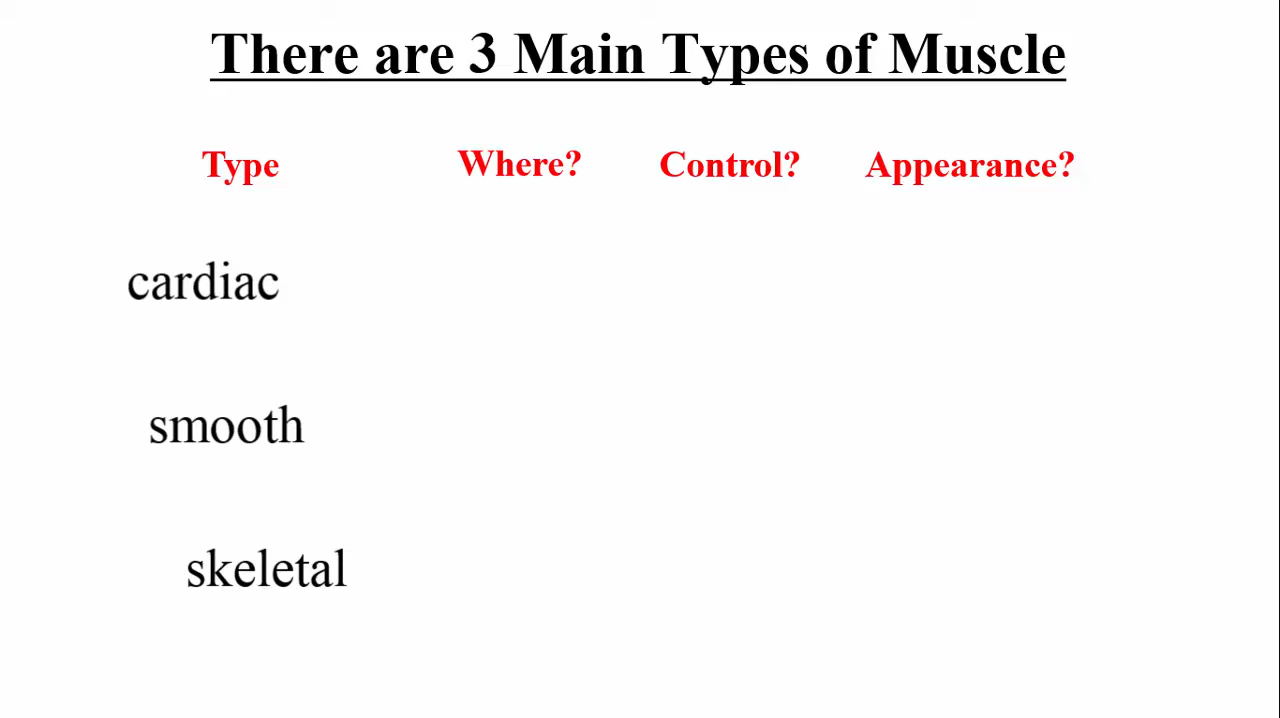 There are 3 Main Types of Muscle
Type Where? Control? Appearance?
cardiac
smooth
skeletal